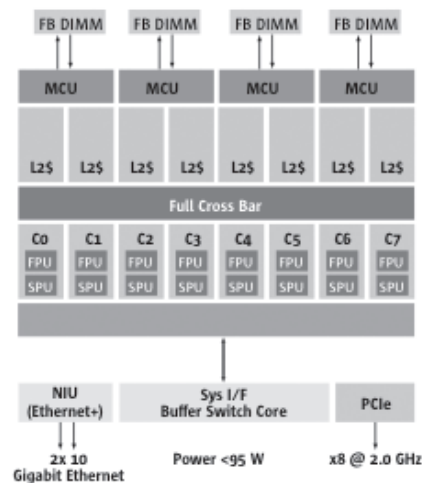 FB DIMM FB DIMM FB DIMM FB DIMM
MCU MCU MCU MCU
L2$ L2$ L2$ L2$ L2$ L2$ L2$ L2$
Full Cross Bar
C0 C1 C2 C3 C4 C5 C6 C7
FPU FPU FPU FPU FPU FPU FPU FPU
SPU SPU SPU SPU SPU SPU SPU SPU
NIU
(Ethernet+)
Sys I/F
Buffer Switch Core
PCIe
2x 10
Gigabit Ethernet
Power <95 W
x8 @ 2.0 GHz